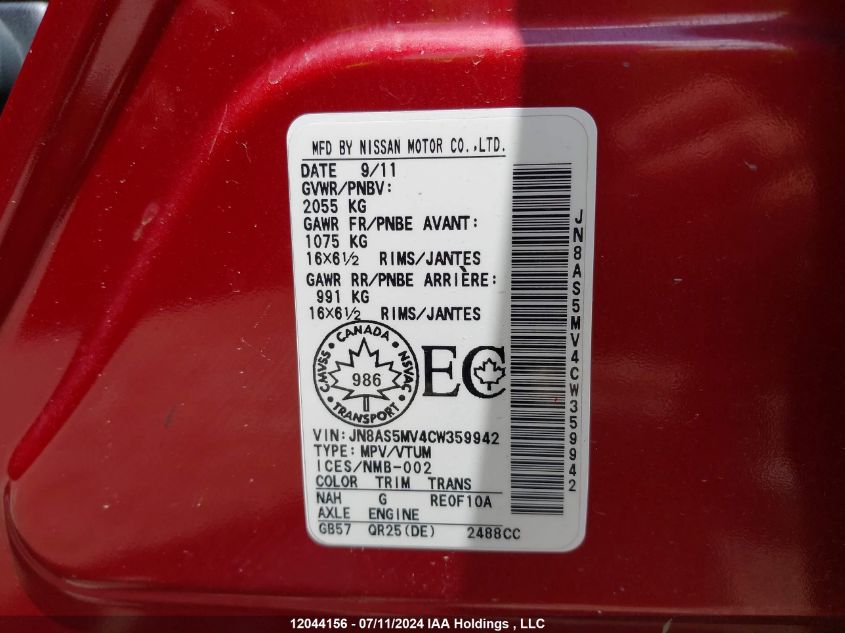 MFD BY NISSAN MOTOR CO.,LTD.
DATE 9/11
GVWR/PNBV:
2055 KG
GAWR FR/PNBE AVANT:
1075 KG
16×6½ RIMS/JANTES
GAWR RR/PNBE ARRIÈRE:
991 KG
16×6½ RIMS/JANTES
CANADA
CMVSS
NSVAC
986
TRANSPORT
EC
VIN:JN8AS5MV4CW359942
TYPE:MPV/VTUM
ICES/NMB-002
COLOR TRIM TRANS
NAH G RE0F10A
AXLE ENGINE
GB57 QR25(DE) 2488CC
JN8AS5MV4CW359942
12044156 - 07/11/2024 IAA Holdings , LLC